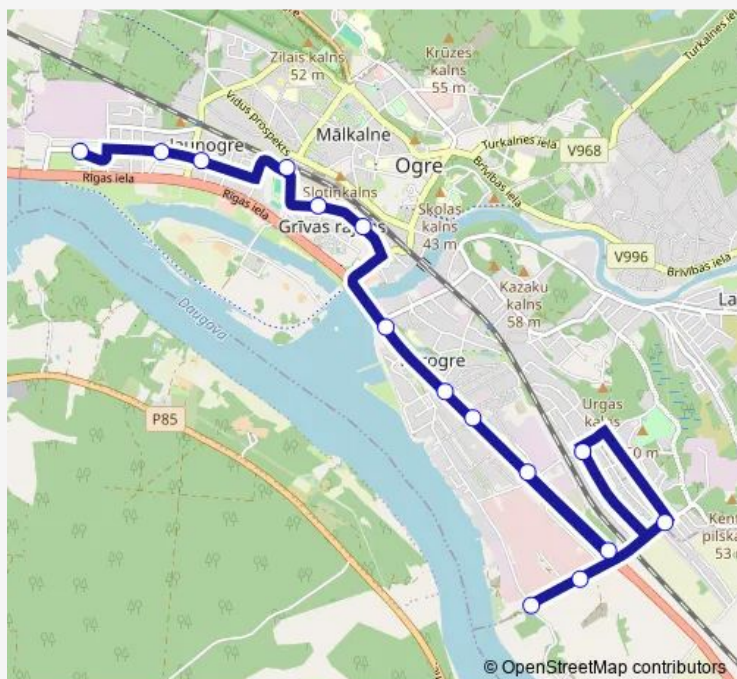 Zilais kalns
52 m
Krūzes
kalns
55 m
Turkalnes iela
Vidus prospekts
Mālkalne
Turkalnes iela
V968
Jaunogre
Ogre
Brīvības iela
Rīgas iela
Slotiņkalns
Rīgas iela
Grīvas
Skolas
kalns
43 m
V996
Brīvības iela
Kazaku
kalns
58 m
La
Daugava
P85
Urgas
kalns
pilska
53
© OpenStreetMap contributors